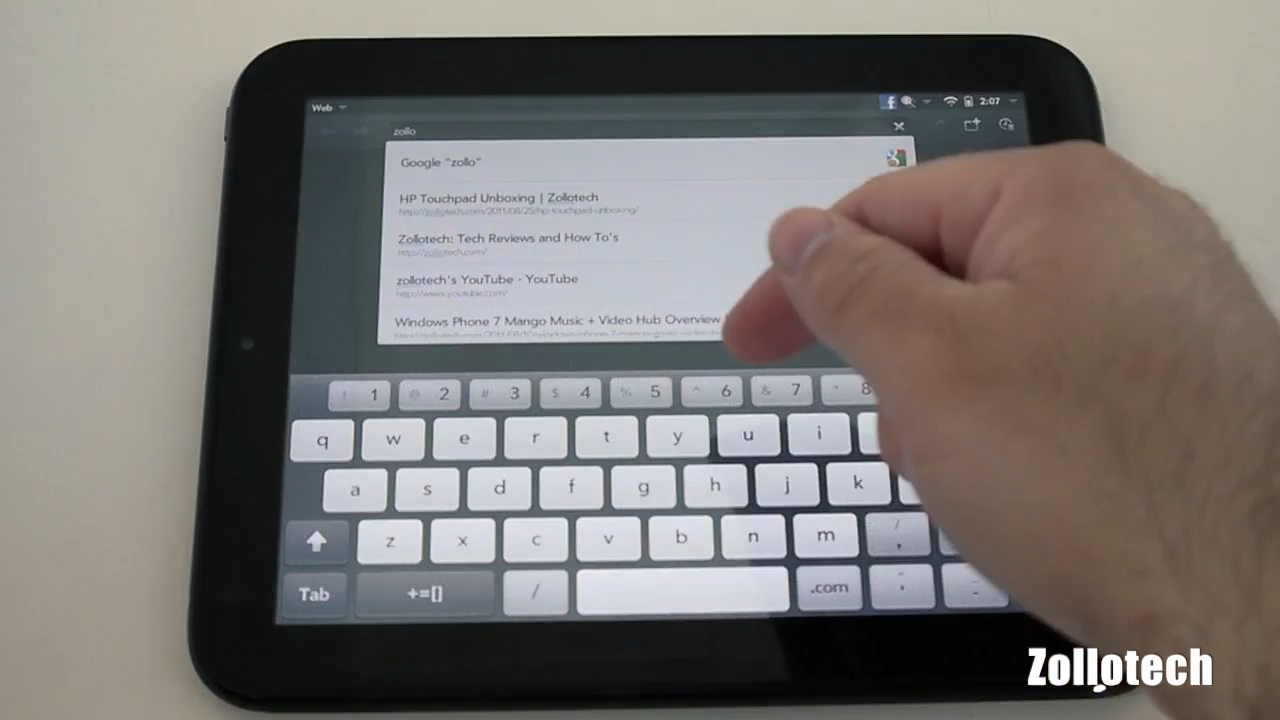 Web
2:07
zollo
Google "zollo"
HP Touchpad Unboxing | Zollotech
http://zollotech.com/2011/08/25/hp-touchpad-unboxing/
Zollotech: Tech Reviews and How To's
http://zollotech.com/
zollotech's YouTube - YouTube
http://www.youtube.com/
Windows Phone 7 Mango Music + Video Hub Overview
! 1 @ 2 # 3 $ 4 % 5 ^ 6 & 7 * 8
q w e r t y u i
a s d f g h j k
z x c v b n m / ,
Tab +=[] / .com
Zollotech